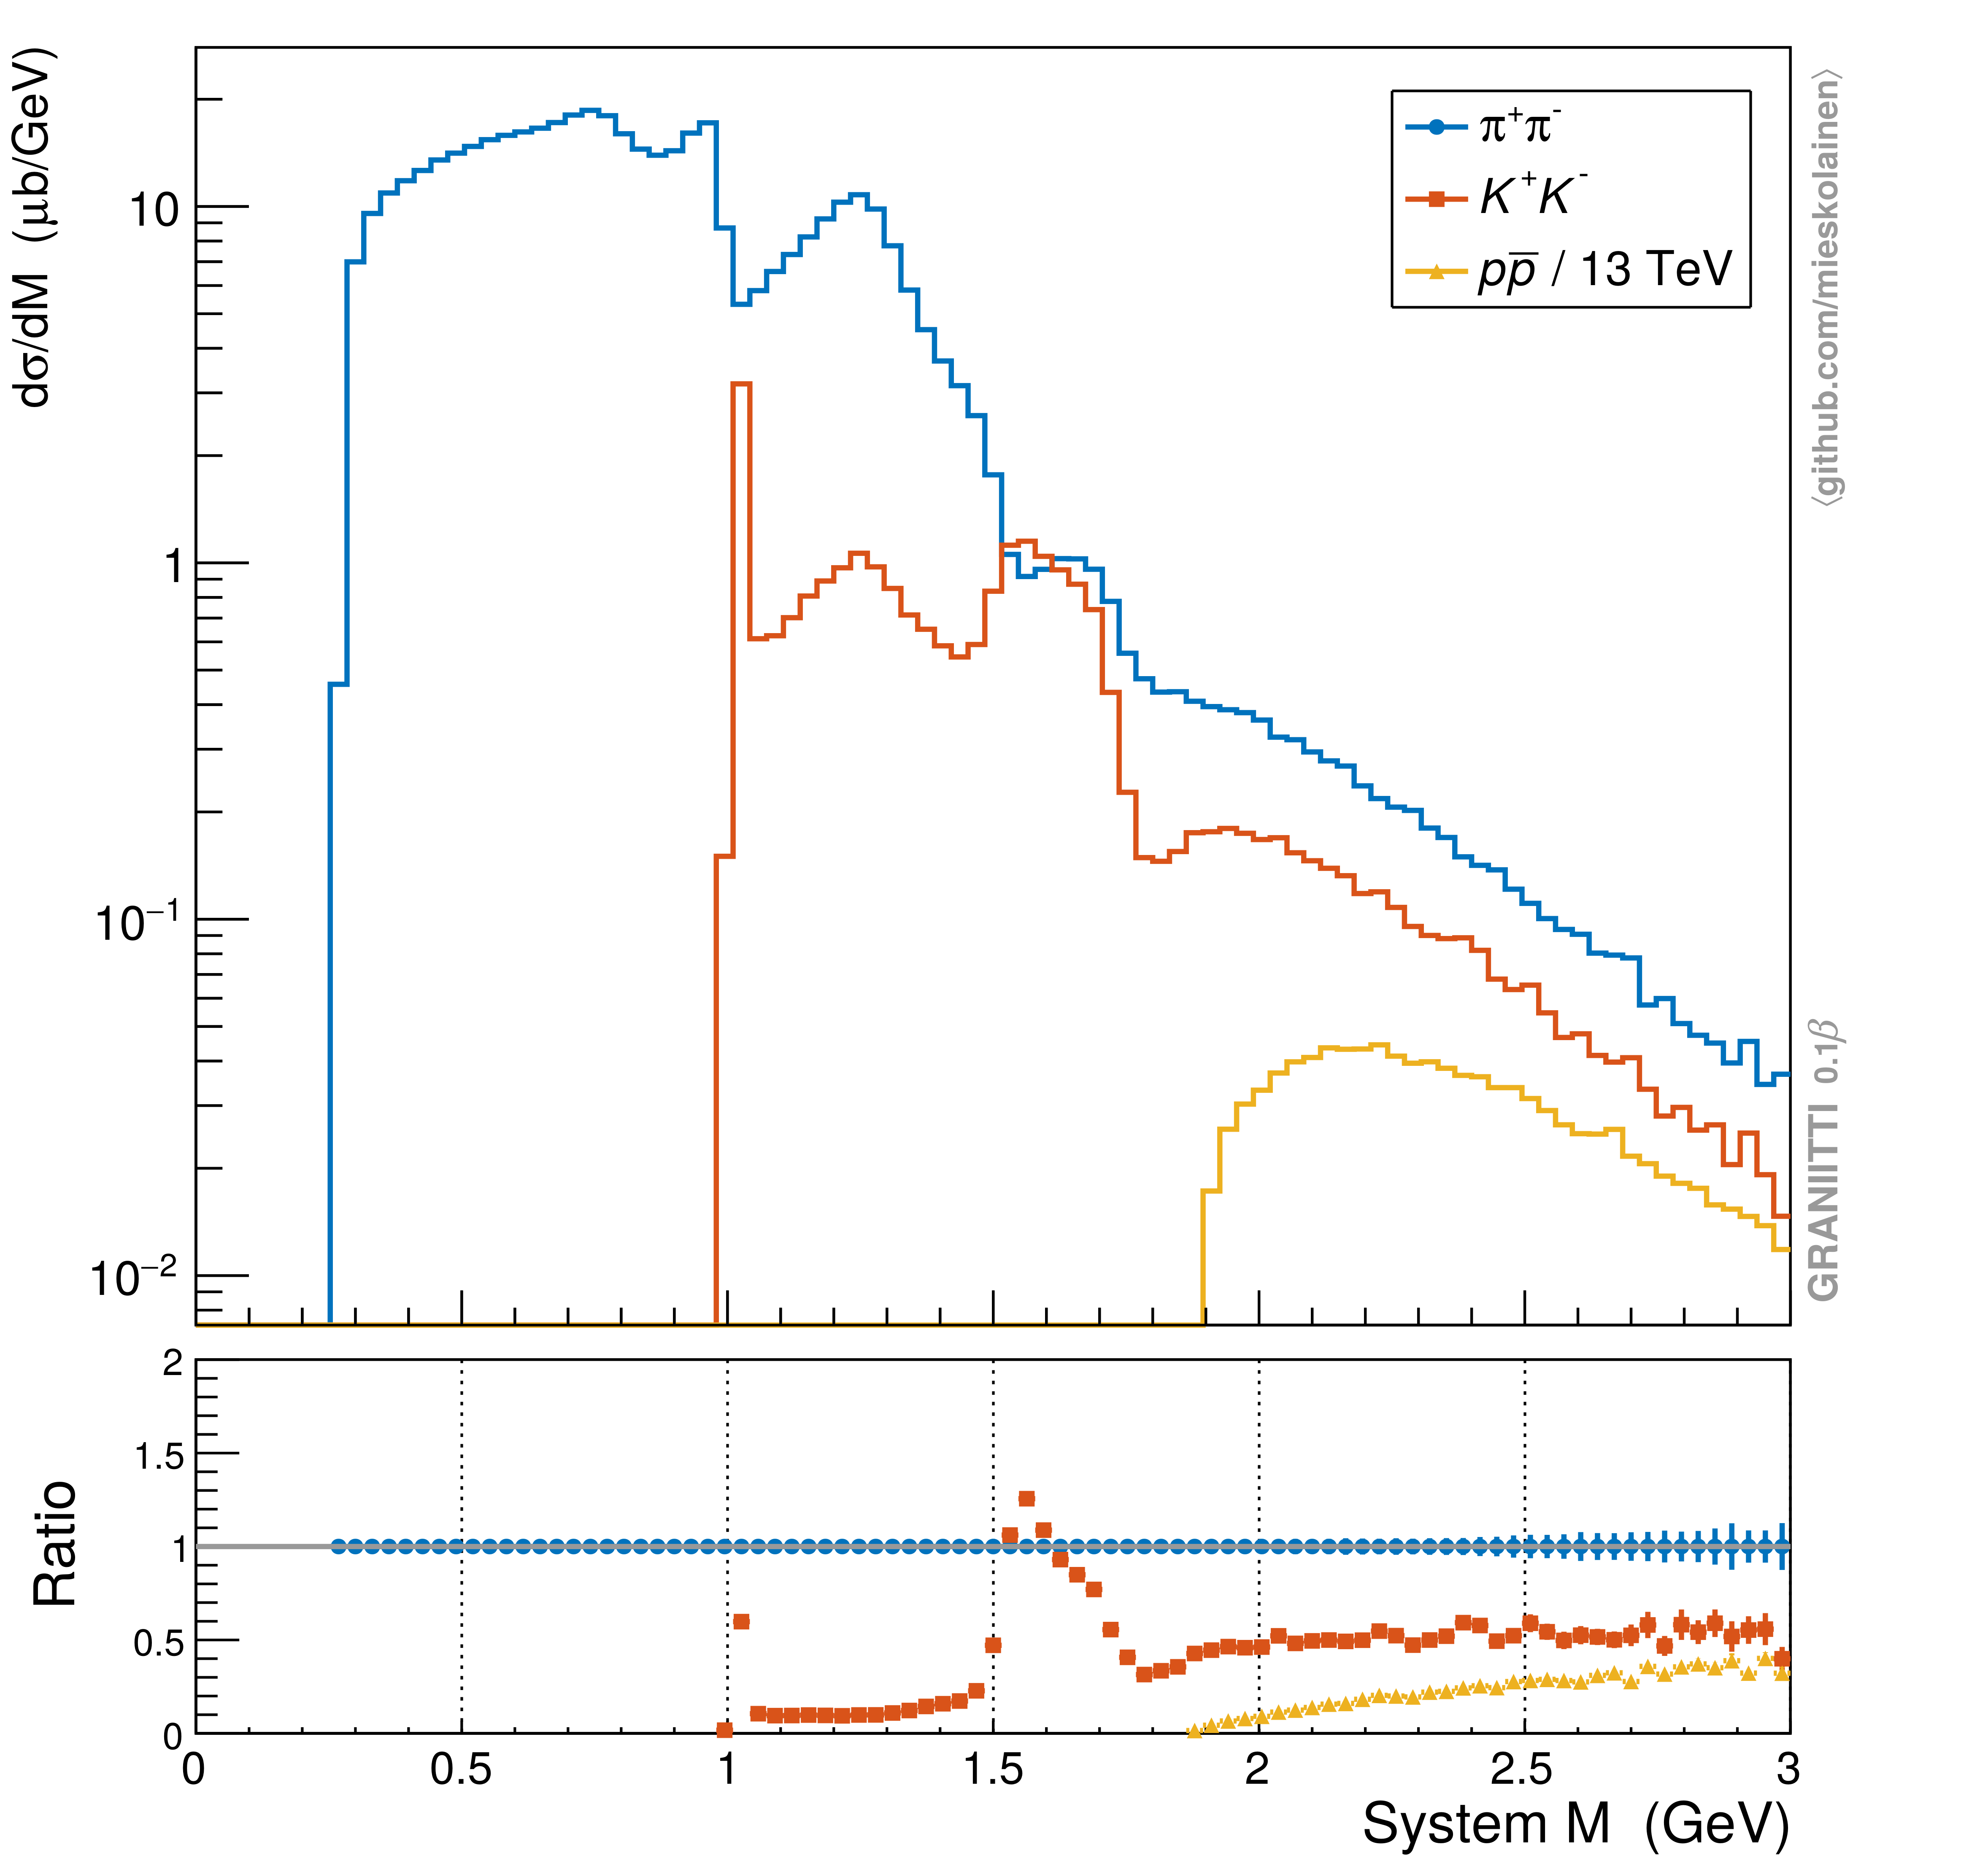 dσ/dM (μb/GeV)
10
1
10⁻¹
10⁻²
π⁺π⁻
K⁺K⁻
pp̅ / 13 TeV
⟨github.com/mieskolainen⟩
GRANIITTI 0.1β
Ratio
2
1.5
1
0.5
0
0 0.5 1 1.5 2 2.5 3
System M (GeV)